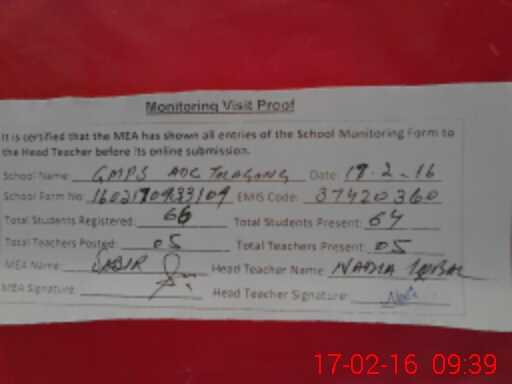 Monitoring Visit Proof
It is certified that the MEA has shown all entries of the School Monitoring Form to
the Head Teacher before its online submission.
School Name: GMPS ADC TALAGANG Date: 17.2.16
School Form No: EMIS Code: 37420360
Total Students Registered: 66 Total Students Present: 64
Total Teachers Posted: 05 Total Teachers Present: 05
MEA Name: SABIR Head Teacher Name: NADIA IQBAL
MEA Signature: Head Teacher Signature:
17-02-16 09:39